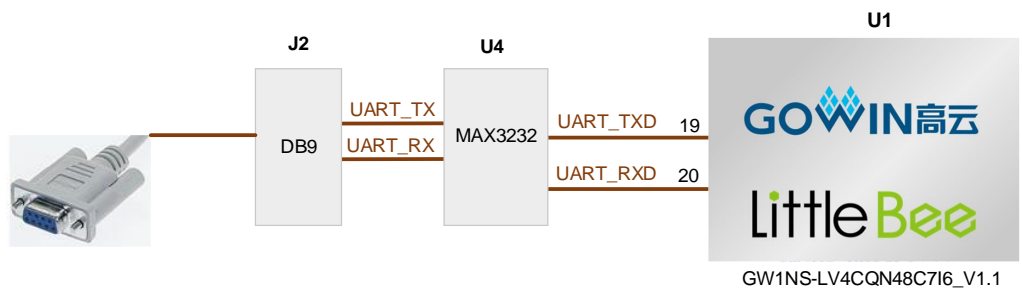 U1
J2
U4
GOWIN高云
UART_TX
UART_TXD 19
DB9
UART_RX
MAX3232
UART_RXD 20
LittleBee
GW1NS-LV4CQN48C7I6_V1.1